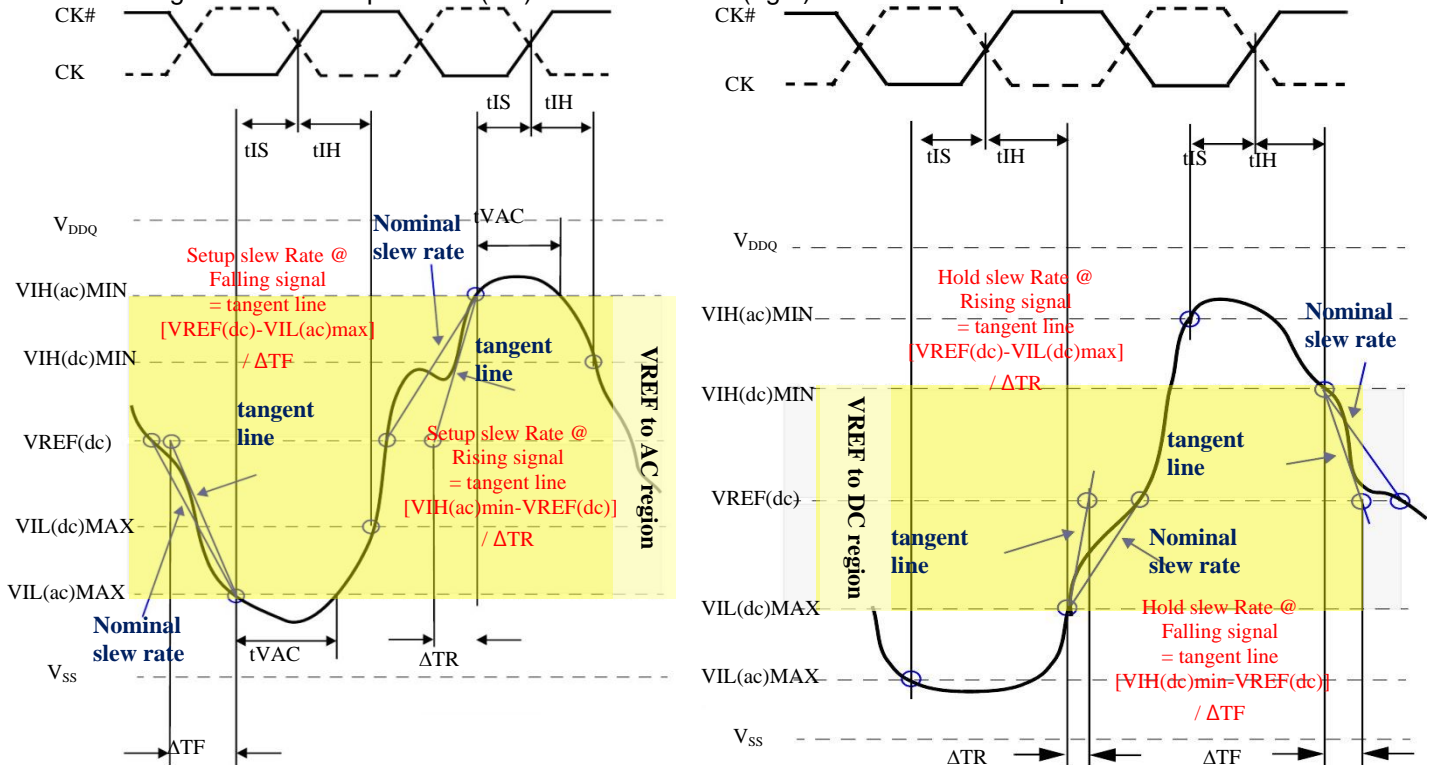 CK#
CK
tIS
tIH
tIS
tIH
VDDQ
Nominal
slew rate
tVAC
Setup slew Rate @
Falling signal
= tangent line
[VREF(dc)-VIL(ac)max]
/ ΔTF
VIH(ac)MIN
VIH(dc)MIN
tangent
line
VREF to AC region
tangent
line
VREF(dc)
Setup slew Rate @
Rising signal
= tangent line
[VIH(ac)min-VREF(dc)]
/ ΔTR
VIL(dc)MAX
VIL(ac)MAX
Nominal
slew rate
tVAC
ΔTR
VSS
ΔTF
CK#
CK
tIS
tIH
tIS
tIH
VDDQ
Hold slew Rate @
Rising signal
= tangent line
[VREF(dc)-VIL(dc)max]
/ ΔTR
VIH(ac)MIN
Nominal
slew rate
VIH(dc)MIN
VREF to DC region
tangent
line
VREF(dc)
tangent
line
Nominal
slew rate
VIL(dc)MAX
Hold slew Rate @
Falling signal
= tangent line
[VIH(dc)min-VREF(dc)]
/ ΔTF
VIL(ac)MAX
VSS
ΔTR
ΔTF